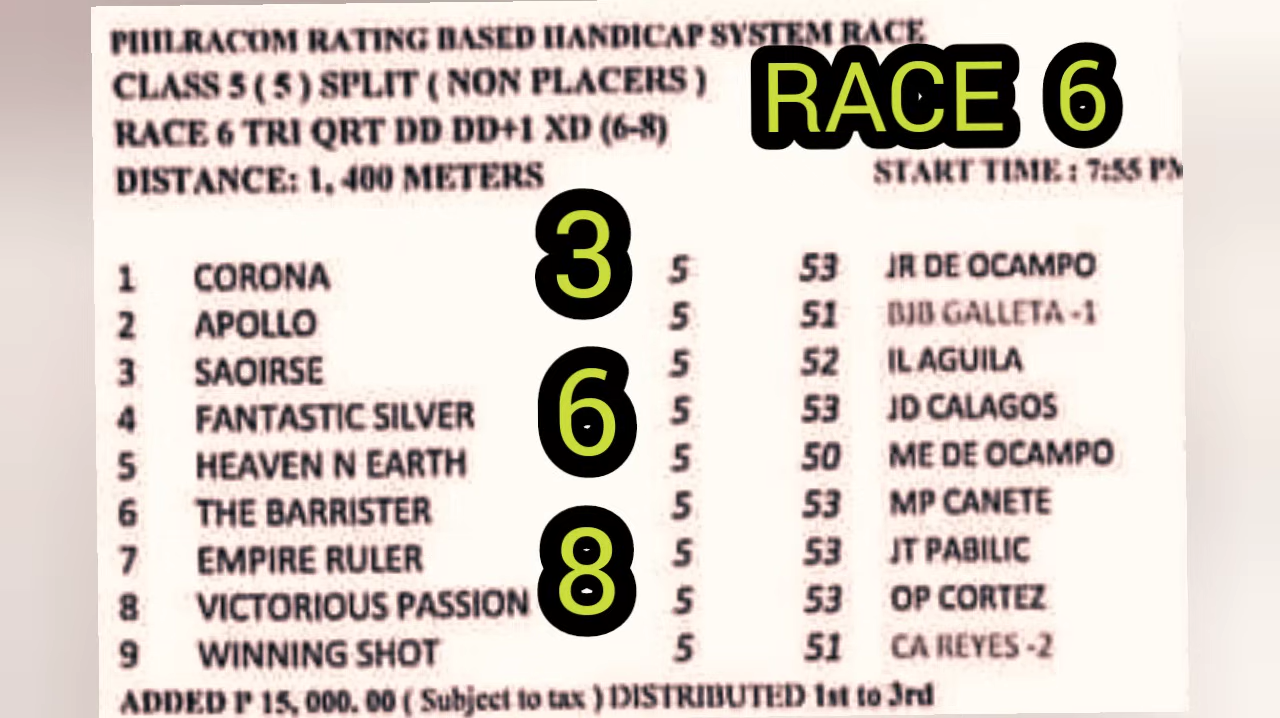 PHILRACOM RATING BASED HANDICAP SYSTEM RACE
CLASS 5 ( 5 ) SPLIT ( NON PLACERS )
RACE 6
RACE 6 TRI QRT DD DD+1 XD (6-8)
DISTANCE: 1, 400 METERS START TIME : 7:55 PM
3
1 CORONA 5 53 JR DE OCAMPO
2 APOLLO 5 51 BJB GALLETA -1
3 SAOIRSE 5 52 IL AGUILA
6
4 FANTASTIC SILVER 5 53 JD CALAGOS
5 HEAVEN N EARTH 5 50 ME DE OCAMPO
6 THE BARRISTER 5 53 MP CANETE
8
7 EMPIRE RULER 5 53 JT PABILIC
8 VICTORIOUS PASSION 5 53 OP CORTEZ
9 WINNING SHOT 5 51 CA REYES -2
ADDED P 15, 000. 00 ( Subject to tax ) DISTRIBUTED 1st to 3rd